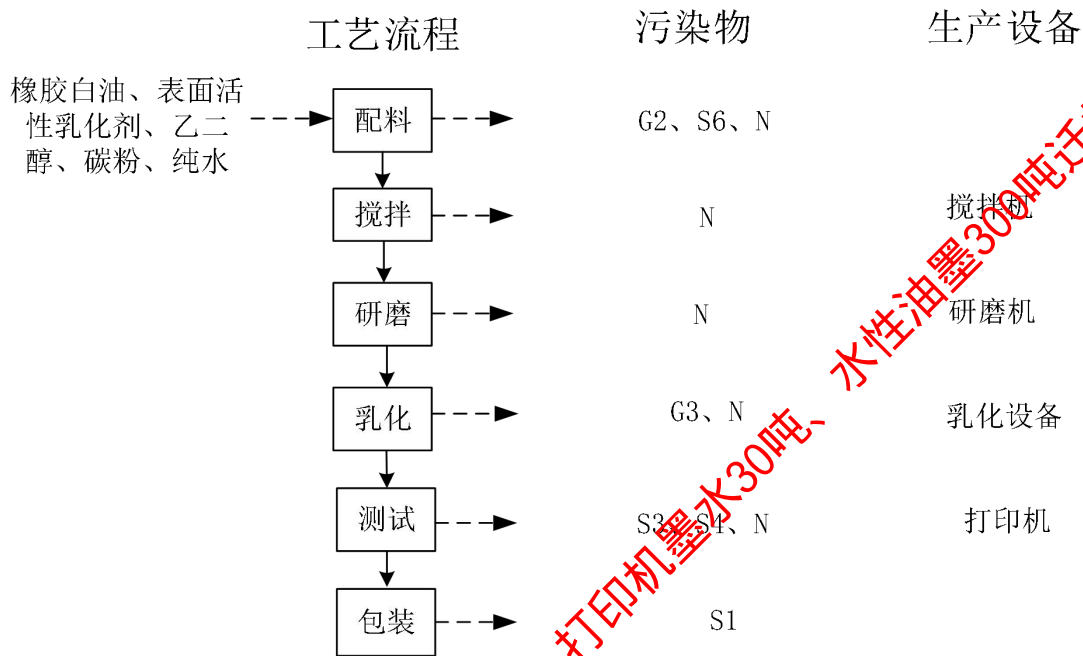 工艺流程
污染物
生产设备
橡胶白油、表面活
性乳化剂、乙二
醇、碳粉、纯水
配料
G2、S6、N
搅拌
N
搅拌机
研磨
N
研磨机
乳化
G3、N
乳化设备
测试
S3、S4、N
打印机
包装
S1
打印机墨水30吨、水性油墨300吨迁